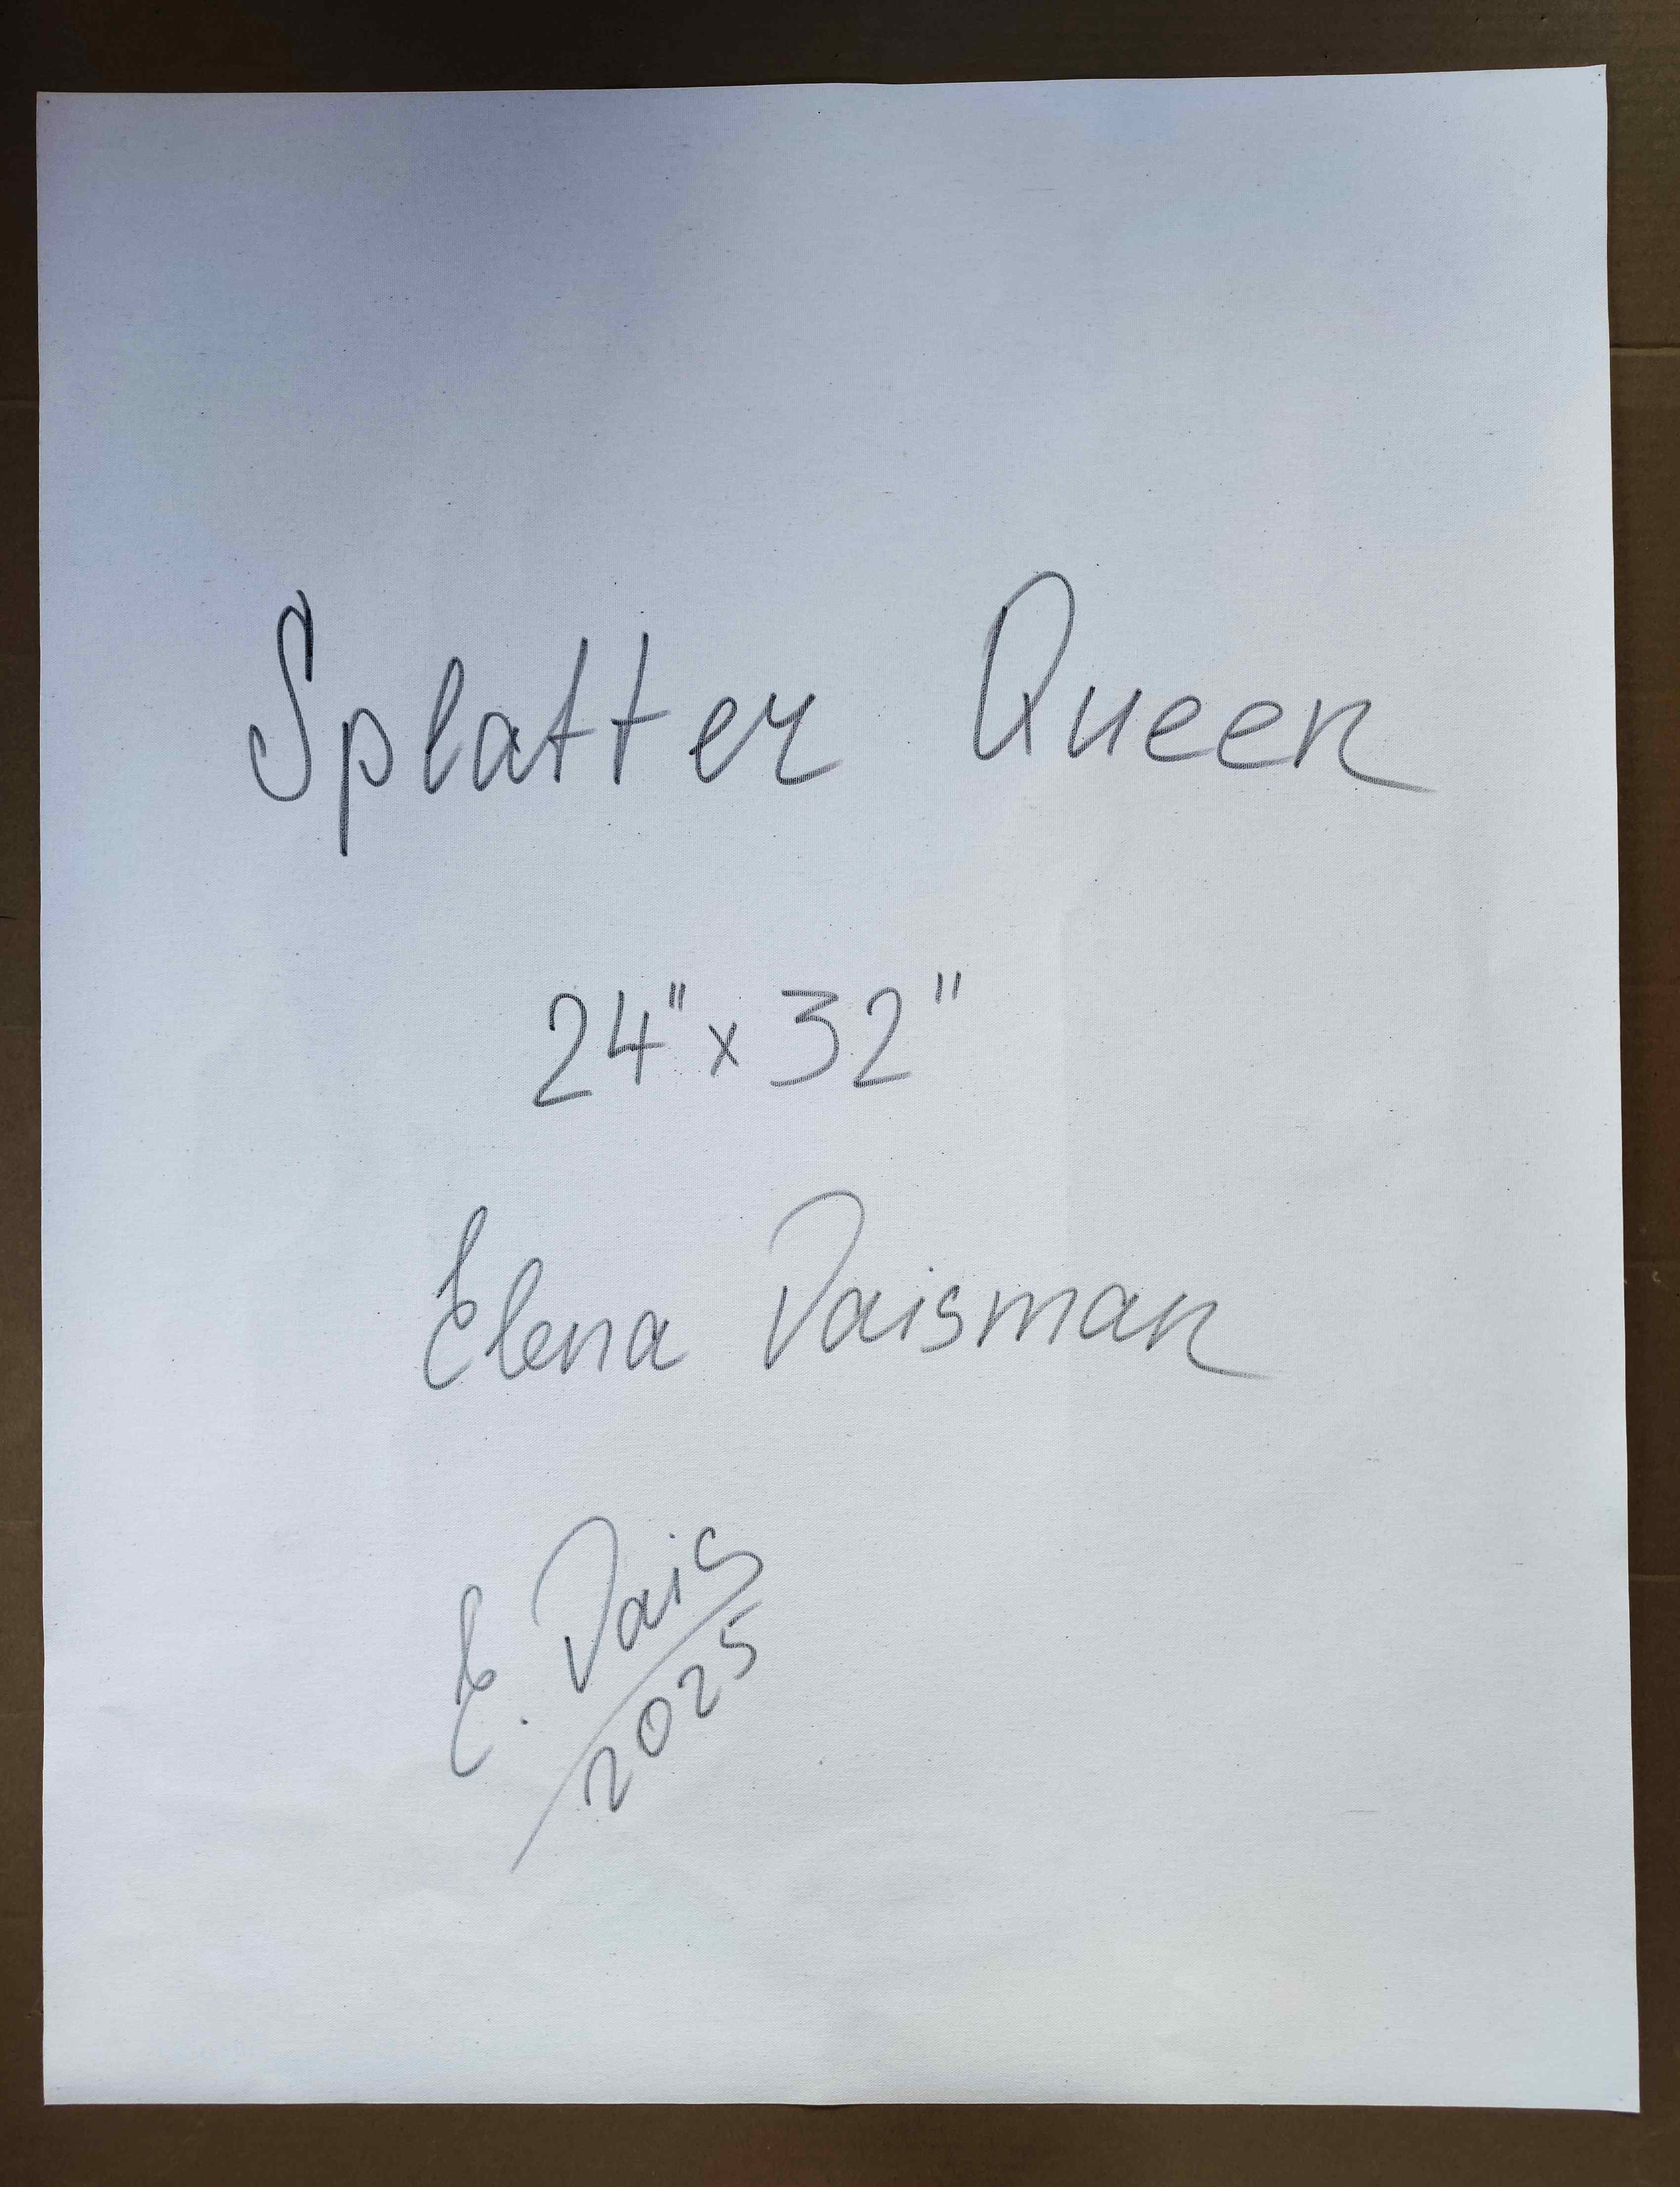 Splatter Queen
24" x 32"
Elena Vaisman
E. Vais
2025